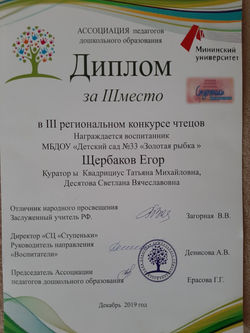 АССОЦИАЦИЯ педагогов
дошкольного образования
Мининский
университет
Диплом
за IIIместо
в III региональном конкурсе чтецов
Награждается воспитанник
МБДОУ «Детский сад №33 «Золотая рыбка »
Щербаков Егор
Куратор ы Квадрициус Татьяна Михайловна,
Десятова Светлана Вячеславовна
Отличник народного просвещения
Заслуженный учитель РФ.
Загорная В.В.
Директор «СЦ «Ступеньки»
Руководитель направления
«Воспитатели»
Денисова А.В.
Председатель Ассоциации
педагогов дошкольного образования
Ерасова Г.Г.
Декабрь 2019 год